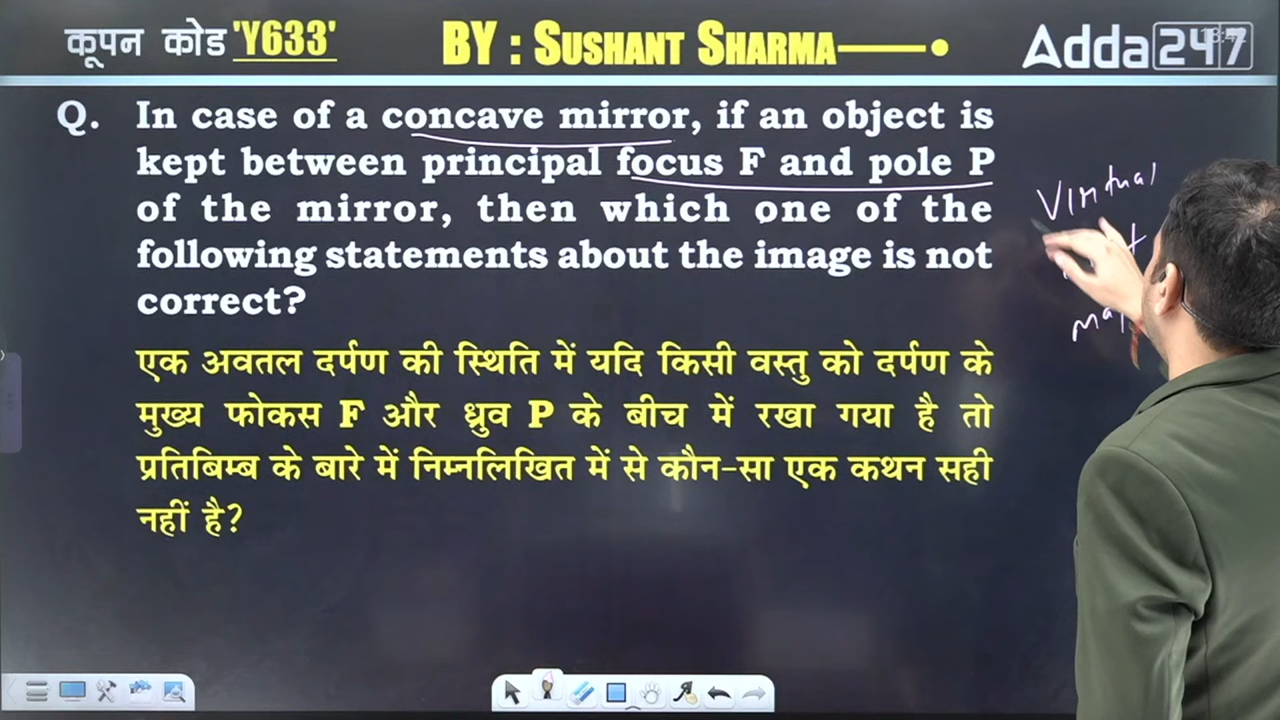 कूपन कोड 'Y633' BY : SUSHANT SHARMA Adda247
Q. In case of a concave mirror, if an object is
kept between principal focus F and pole P
of the mirror, then which one of the
following statements about the image is not
correct?
एक अवतल दर्पण की स्थिति में यदि किसी वस्तु को दर्पण के
मुख्य फोकस F और ध्रुव P के बीच में रखा गया है तो
प्रतिबिम्ब के बारे में निम्नलिखित में से कौन-सा एक कथन सही
नहीं है?
Virtual